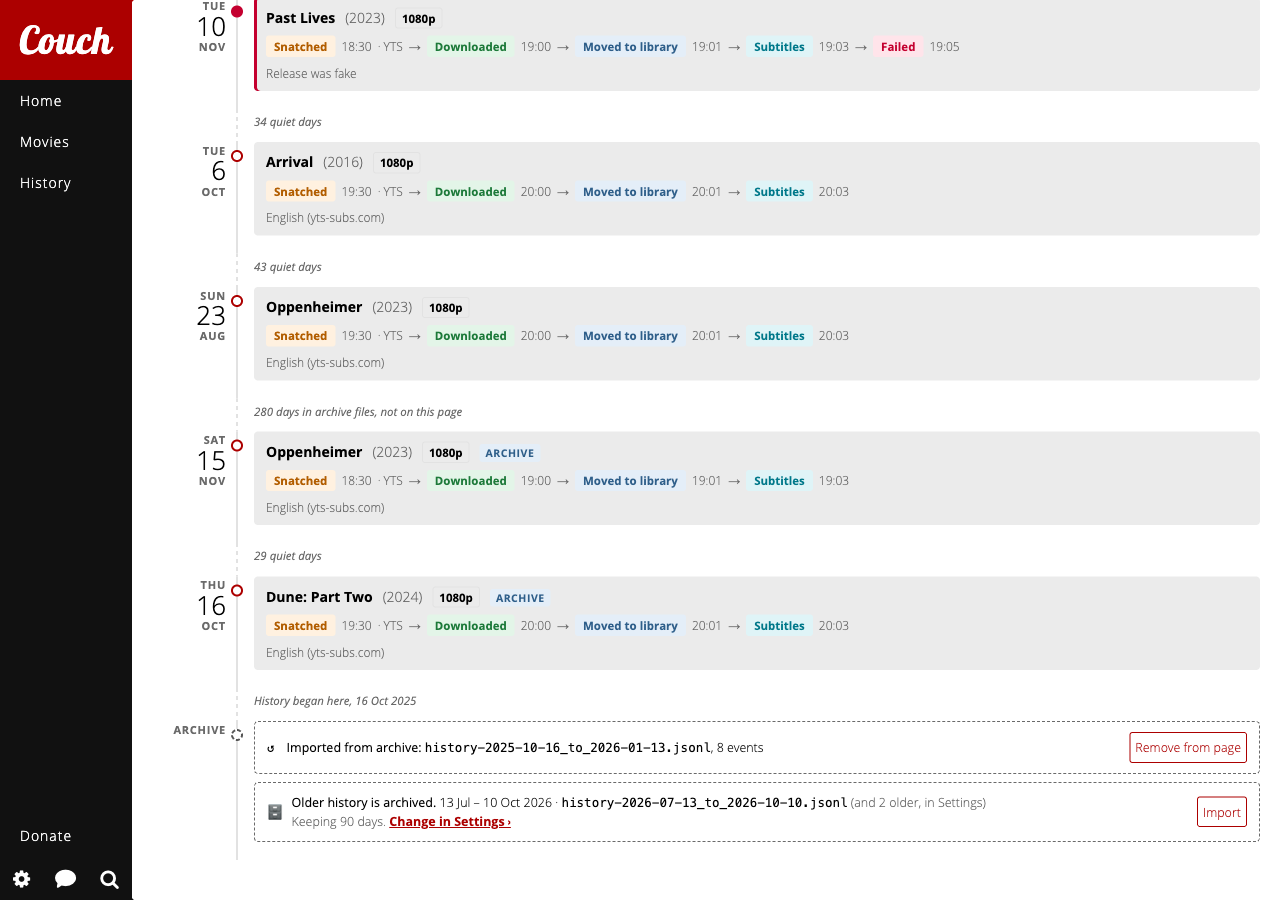 Couch
Home
Movies
History
Donate
TUE
10
NOV
Past Lives (2023) 1080p
Snatched 18:30 · YTS → Downloaded 19:00 → Moved to library 19:01 → Subtitles 19:03 → Failed 19:05
Release was fake
34 quiet days
TUE
6
OCT
Arrival (2016) 1080p
Snatched 19:30 · YTS → Downloaded 20:00 → Moved to library 20:01 → Subtitles 20:03
English (yts-subs.com)
43 quiet days
SUN
23
AUG
Oppenheimer (2023) 1080p
Snatched 19:30 · YTS → Downloaded 20:00 → Moved to library 20:01 → Subtitles 20:03
English (yts-subs.com)
280 days in archive files, not on this page
SAT
15
NOV
Oppenheimer (2023) 1080p ARCHIVE
Snatched 18:30 · YTS → Downloaded 19:00 → Moved to library 19:01 → Subtitles 19:03
English (yts-subs.com)
29 quiet days
THU
16
OCT
Dune: Part Two (2024) 1080p ARCHIVE
Snatched 19:30 · YTS → Downloaded 20:00 → Moved to library 20:01 → Subtitles 20:03
English (yts-subs.com)
History began here, 16 Oct 2025
ARCHIVE
↺ Imported from archive: history-2025-10-16_to_2026-01-13.jsonl, 8 events
Remove from page
Older history is archived. 13 Jul – 10 Oct 2026 · history-2026-07-13_to_2026-10-10.jsonl (and 2 older, in Settings)
Keeping 90 days. Change in Settings ›
Import